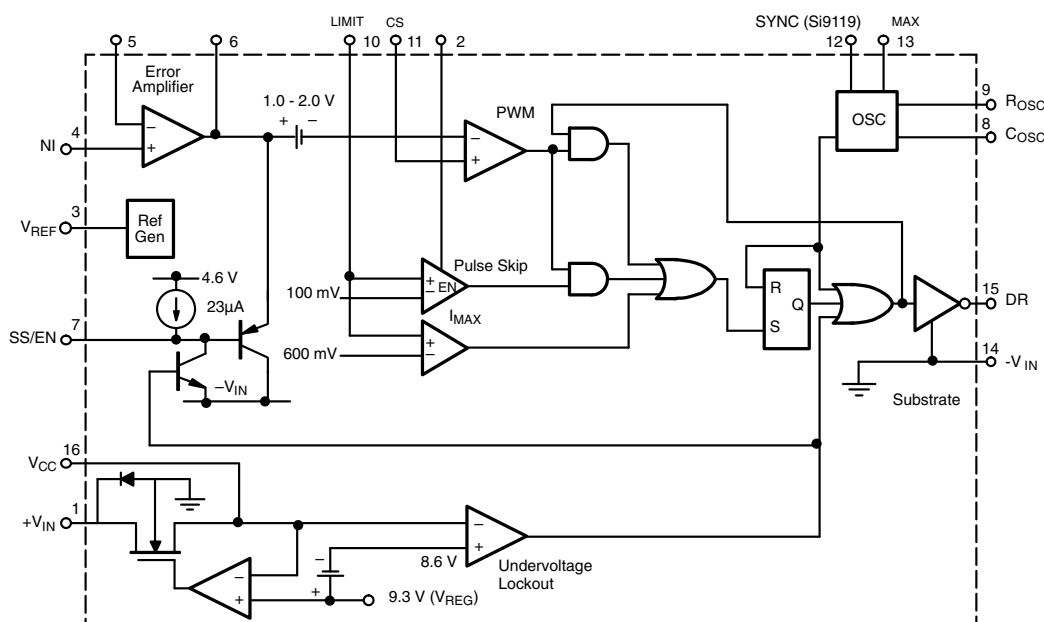 LIMIT CS SYNC (Si9119) MAX
5 6 10 11 2 12 13
Error
Amplifier
1.0 - 2.0 V
+ −
PWM
9
ROSC
OSC
8
COSC
−
+
4
NI
−
+
3
VREF
Ref
Gen
Pulse Skip
+
−
EN
100 mV
4.6 V
23µA
IMAX
+
−
600 mV
R
Q
S
15
DR
7
SS/EN
14
-VIN
–VIN
Substrate
16
VCC
1
+VIN
−
+
8.6 V
Undervoltage
Lockout
−
+
−
+
9.3 V (VREG)